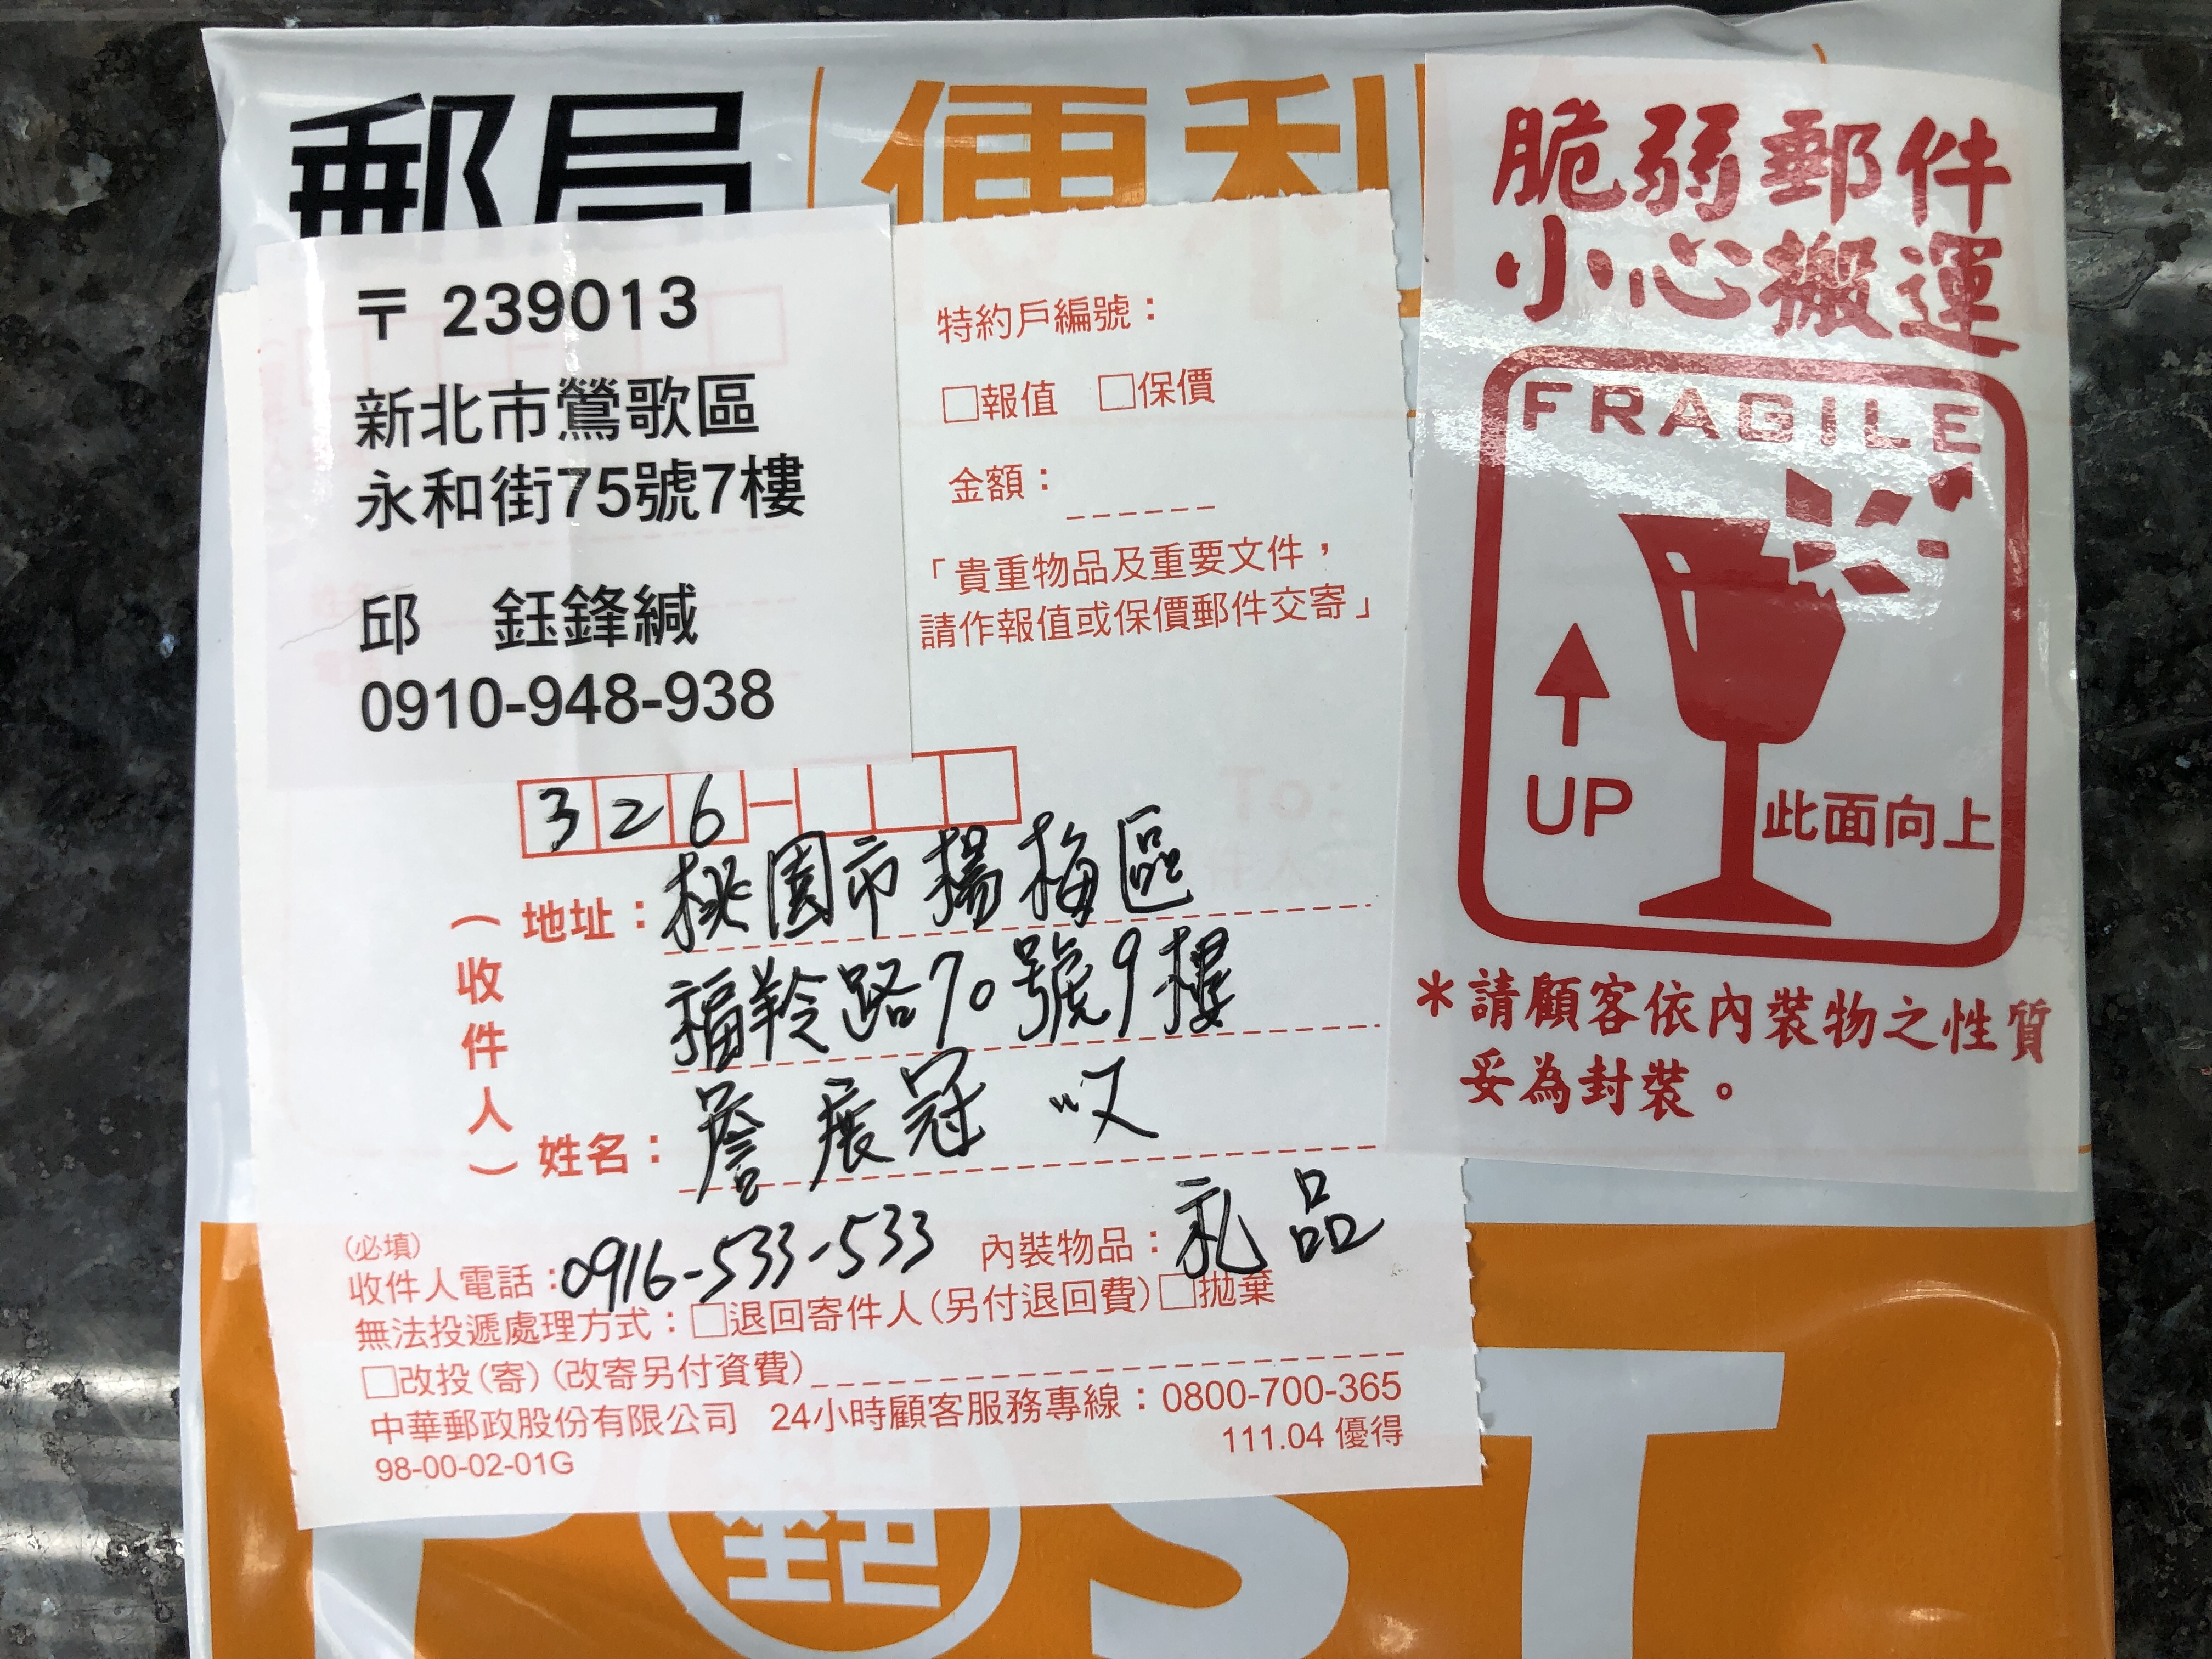 郵局 便利
〒 239013
新北市鶯歌區
永和街75號7樓
邱 鈺鋒緘
0910-948-938
特約戶編號：
□報值 □保價
金額：
「貴重物品及重要文件，
請作報值或保價郵件交寄」
326
（收件人）
地址：桃園市楊梅區
福羚路70號9樓
姓名：詹展冠
(必填)
收件人電話：0916-533-533 內裝物品：礼品
無法投遞處理方式：□退回寄件人(另付退回費)□拋棄
□改投(寄)(改寄另付資費)
中華郵政股份有限公司 24小時顧客服務專線：0800-700-365
98-00-02-01G
111.04 優得
脆弱郵件
小心搬運
FRAGILE
UP
此面向上
＊請顧客依內裝物之性質
妥為封裝。
POST